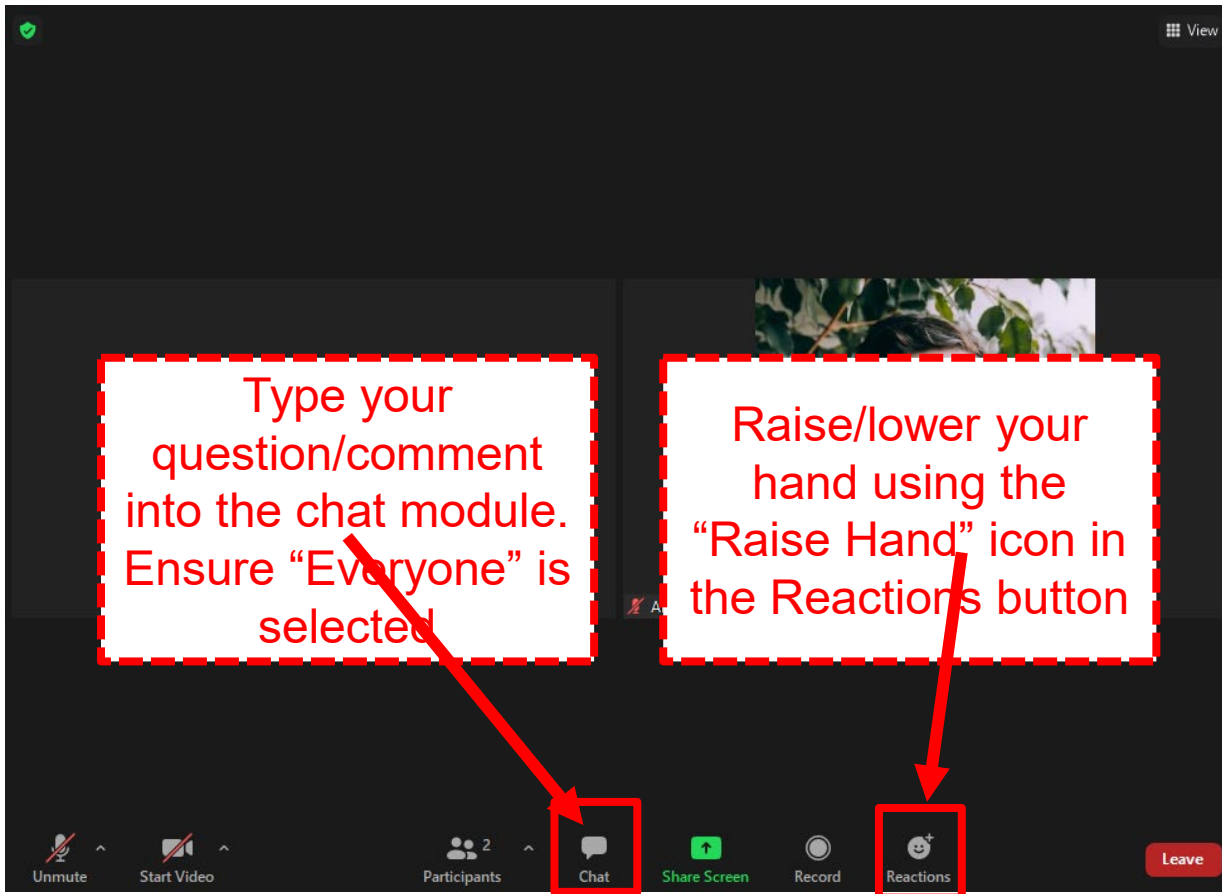 View
Type your
question/comment
into the chat module.
Ensure “Everyone” is
selected
Raise/lower your
hand using the
“Raise Hand” icon in
the Reactions button
A
2
Unmute
Start Video
Participants
Chat
Share Screen
Record
Reactions
Leave